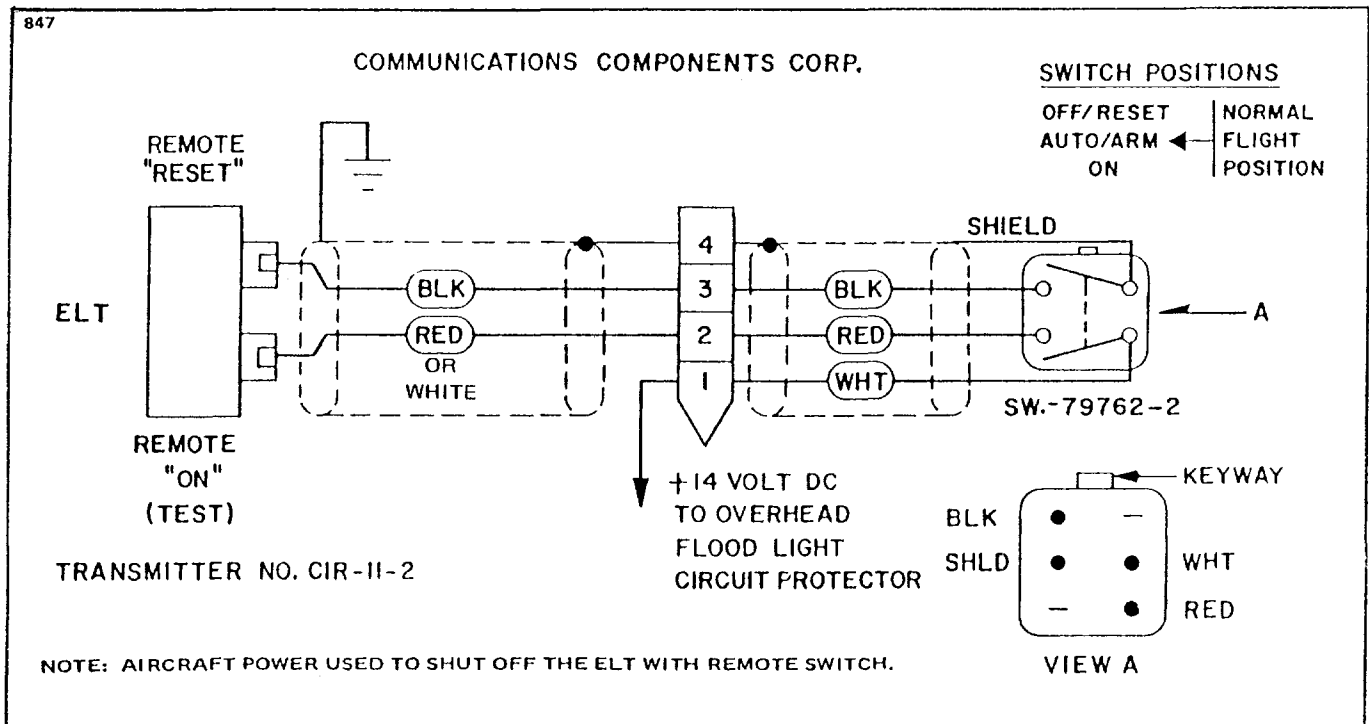 847
COMMUNICATIONS COMPONENTS CORP.
SWITCH POSITIONS
OFF/RESET
AUTO/ARM
ON
NORMAL
FLIGHT
POSITION
REMOTE
"RESET"
SHIELD
4
BLK
3
BLK
ELT
A
RED
2
RED
OR
WHITE
1
WHT
SW.-79762-2
REMOTE
"ON"
(TEST)
+14 VOLT DC
TO OVERHEAD
FLOOD LIGHT
CIRCUIT PROTECTOR
KEYWAY
BLK
SHLD
WHT
RED
TRANSMITTER NO. CIR-11-2
VIEW A
NOTE: AIRCRAFT POWER USED TO SHUT OFF THE ELT WITH REMOTE SWITCH.